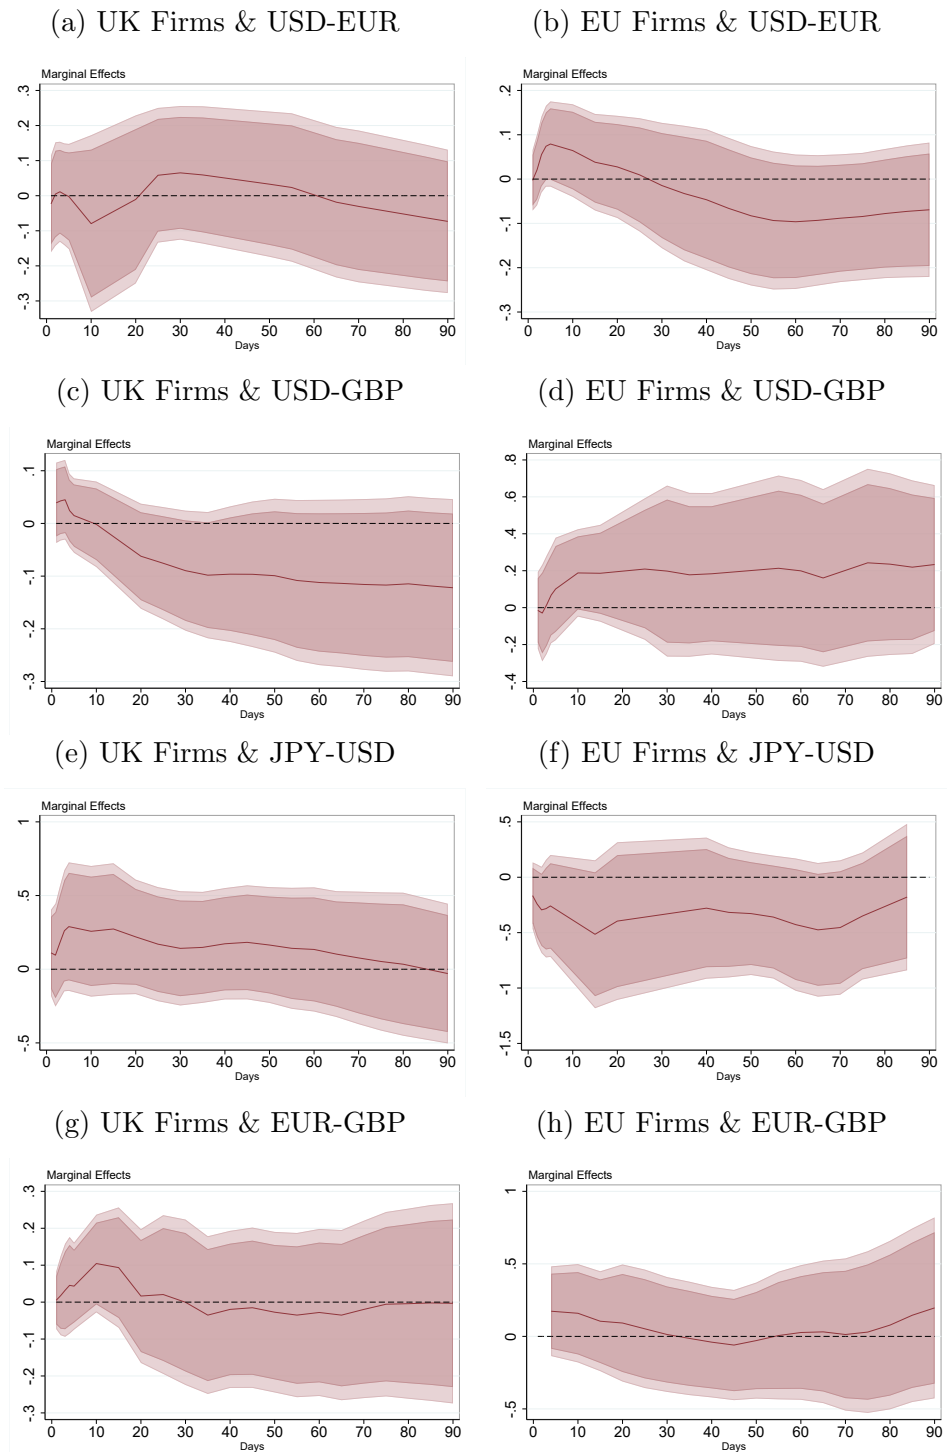 (a) UK Firms & USD-EUR
(b) EU Firms & USD-EUR
Marginal Effects
.3
.2
.1
0
-.1
-.2
-.3
0 10 20 30 40 50 60 70 80 90
Days
Marginal Effects
.2
.1
0
-.1
-.2
-.3
0 10 20 30 40 50 60 70 80 90
Days
(c) UK Firms & USD-GBP
(d) EU Firms & USD-GBP
Marginal Effects
.1
0
-.1
-.2
-.3
0 10 20 30 40 50 60 70 80 90
Days
Marginal Effects
.8
.6
.4
.2
0
-.2
-.4
0 10 20 30 40 50 60 70 80 90
Days
(e) UK Firms & JPY-USD
(f) EU Firms & JPY-USD
Marginal Effects
1
.5
0
-.5
0 10 20 30 40 50 60 70 80 90
Days
Marginal Effects
.5
0
-.5
-1
-1.5
0 10 20 30 40 50 60 70 80 90
Days
(g) UK Firms & EUR-GBP
(h) EU Firms & EUR-GBP
Marginal Effects
.3
.2
.1
0
-.1
-.2
-.3
0 10 20 30 40 50 60 70 80 90
Days
Marginal Effects
1
.5
0
-.5
0 10 20 30 40 50 60 70 80 90
Days